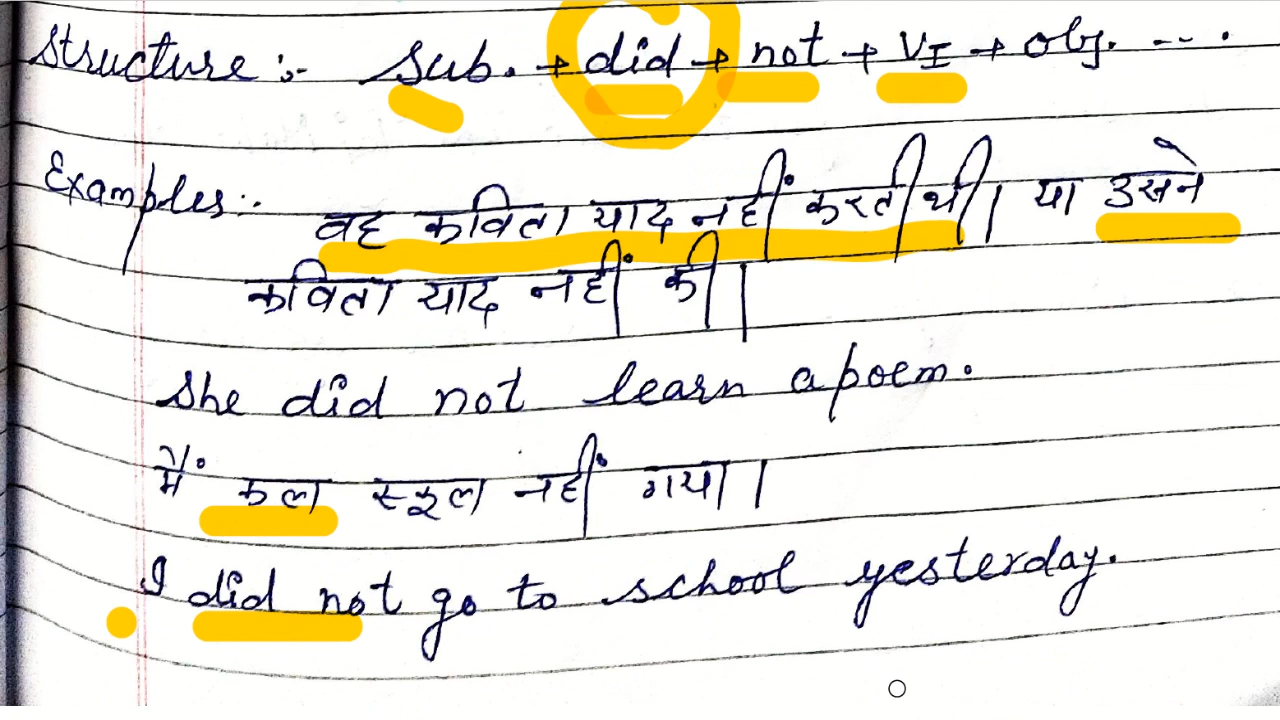 Structure :- Sub. + did + not + VI + obj. ---.
Examples :- वह कविता याद नहीं करती थी। या उसने
कविता याद नहीं की।
She did not learn a poem.
मैं कल स्कूल नहीं गया।
I did not go to school yesterday.